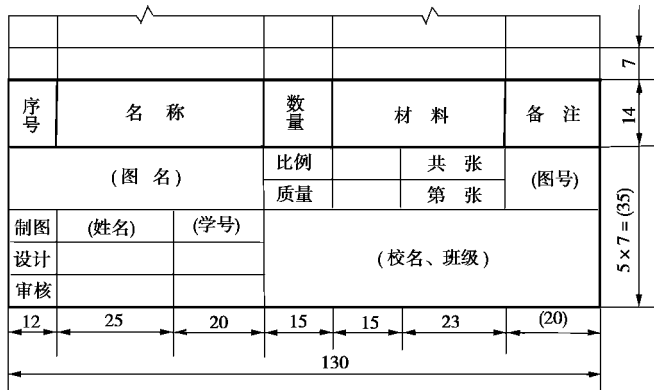 7
序号 名 称 数量 材 料 备 注 14
(图 名) 比例 共 张 (图号)
质量 第 张
5×7=(35)
制图 (姓名) (学号) (校名、班级)
设计
审核
12 25 20 15 15 23 (20)
130